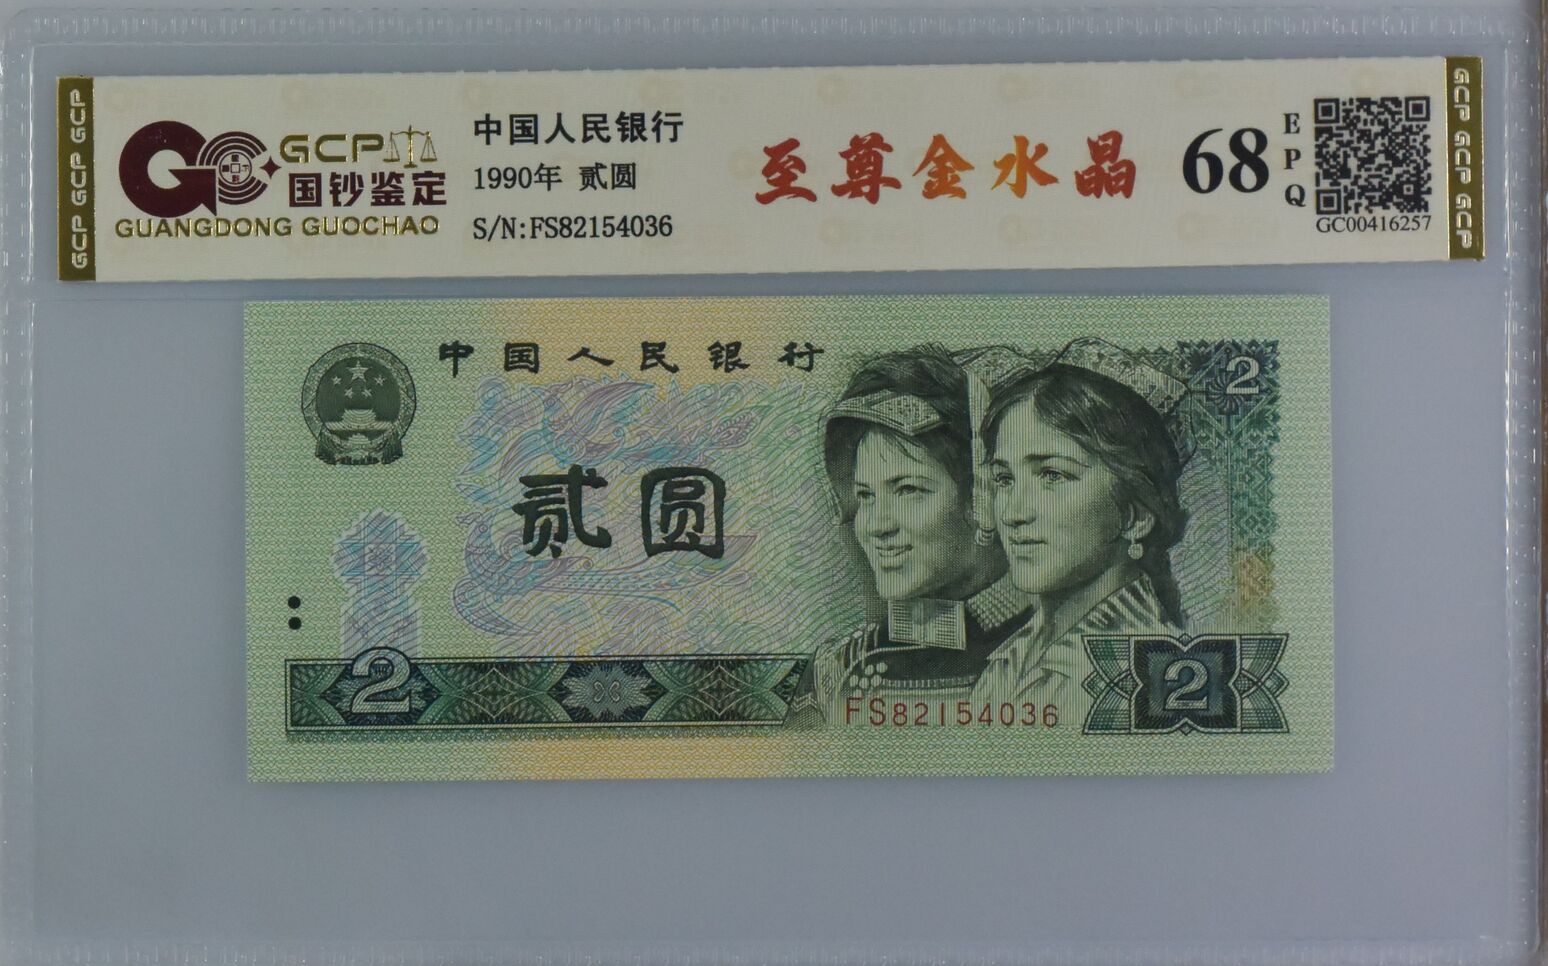 GCP GCP GCP
GCP
国钞鉴定
GUANGDONG GUOCHAO
中国人民银行
1990年 贰圆
S/N:FS82154036
至尊金水晶
68
EPQ
GC00416257
GCP GCP GCP
中国人民银行
2
贰圆
2
FS82154036
2